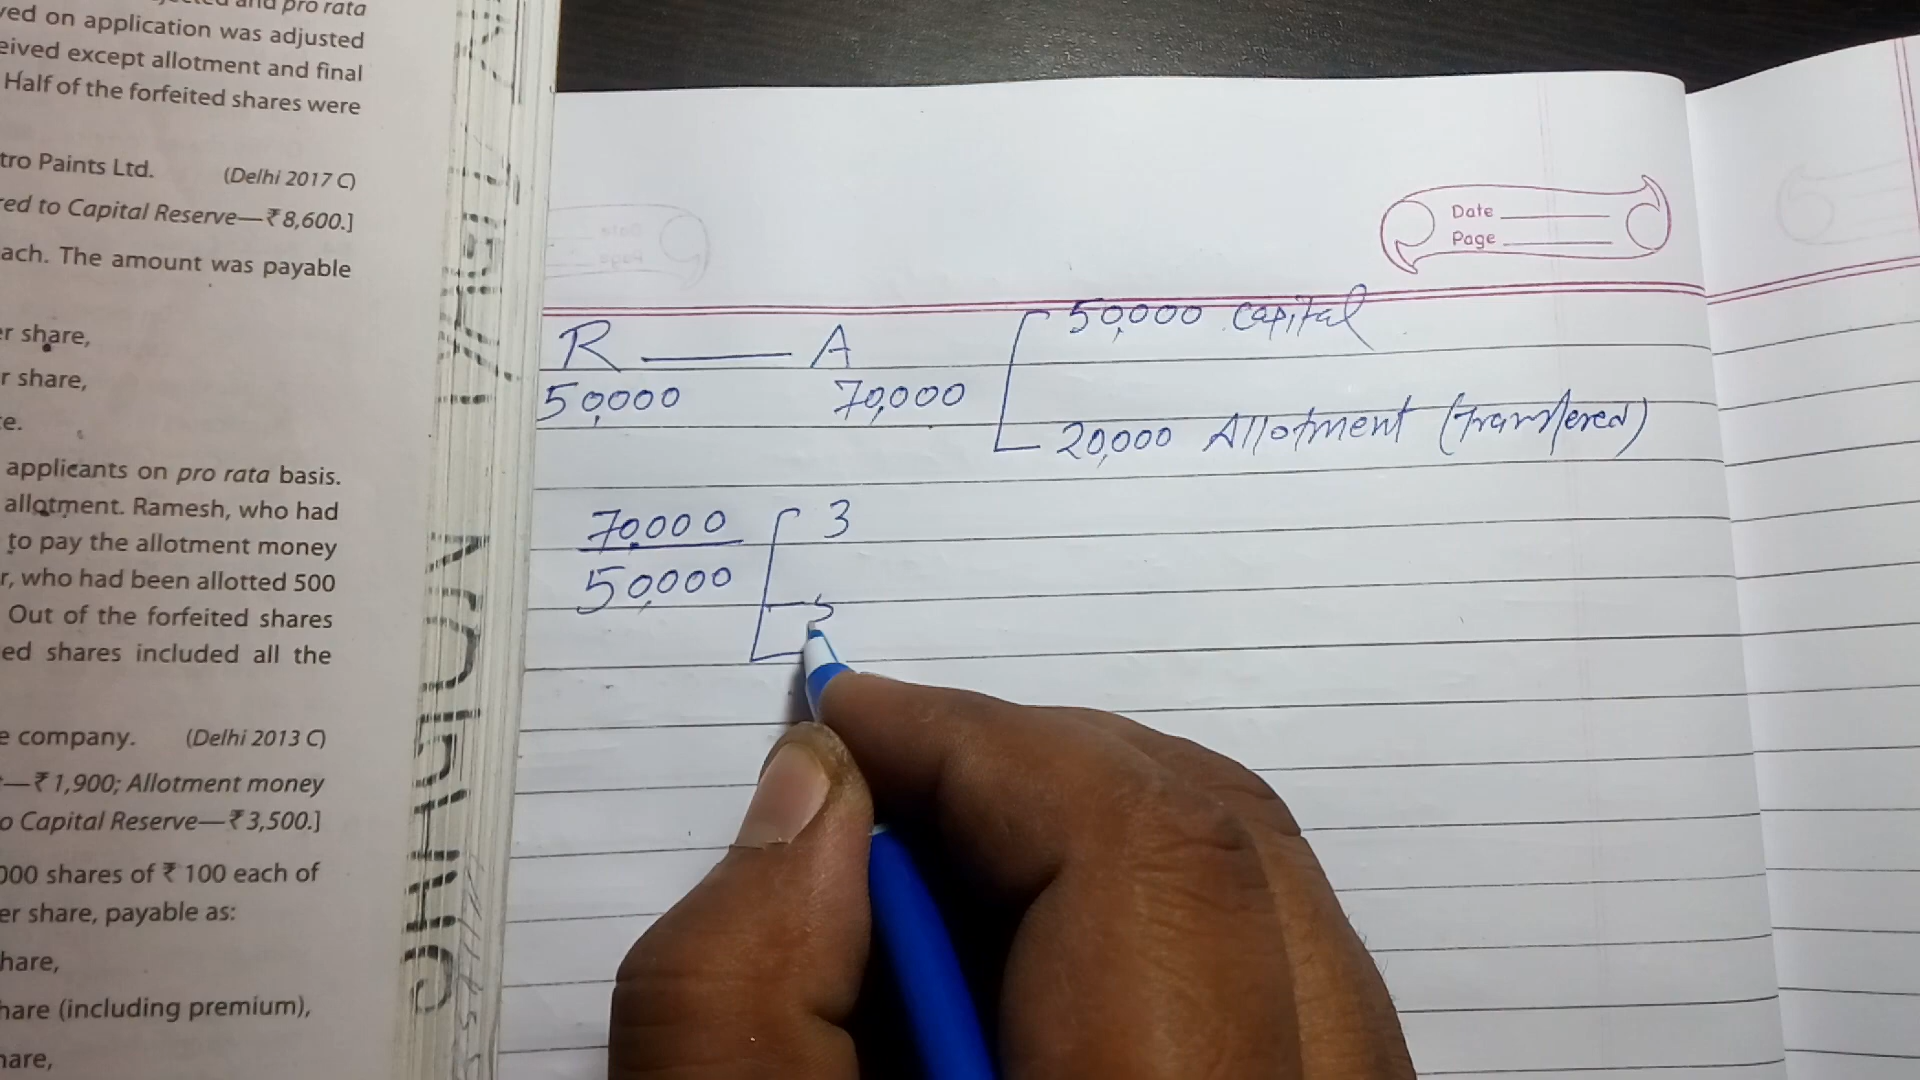 and pro rata
ved on application was adjusted
eived except allotment and final
Half of the forfeited shares were
tro Paints Ltd. (Delhi 2017 C)
red to Capital Reserve—₹8,600.]
ach. The amount was payable
er share,
r share,
e.
applicants on pro rata basis.
allotment. Ramesh, who had
to pay the allotment money
r, who had been allotted 500
Out of the forfeited shares
ed shares included all the
e company. (Delhi 2013 C)
—₹1,900; Allotment money
o Capital Reserve—₹3,500.]
000 shares of ₹ 100 each of
er share, payable as:
hare,
hare (including premium),
hare,
Date
Page
50,000 Capital
R — A
50,000 70,000
20,000 Allotment (Transfered)
70,000 3
50,000